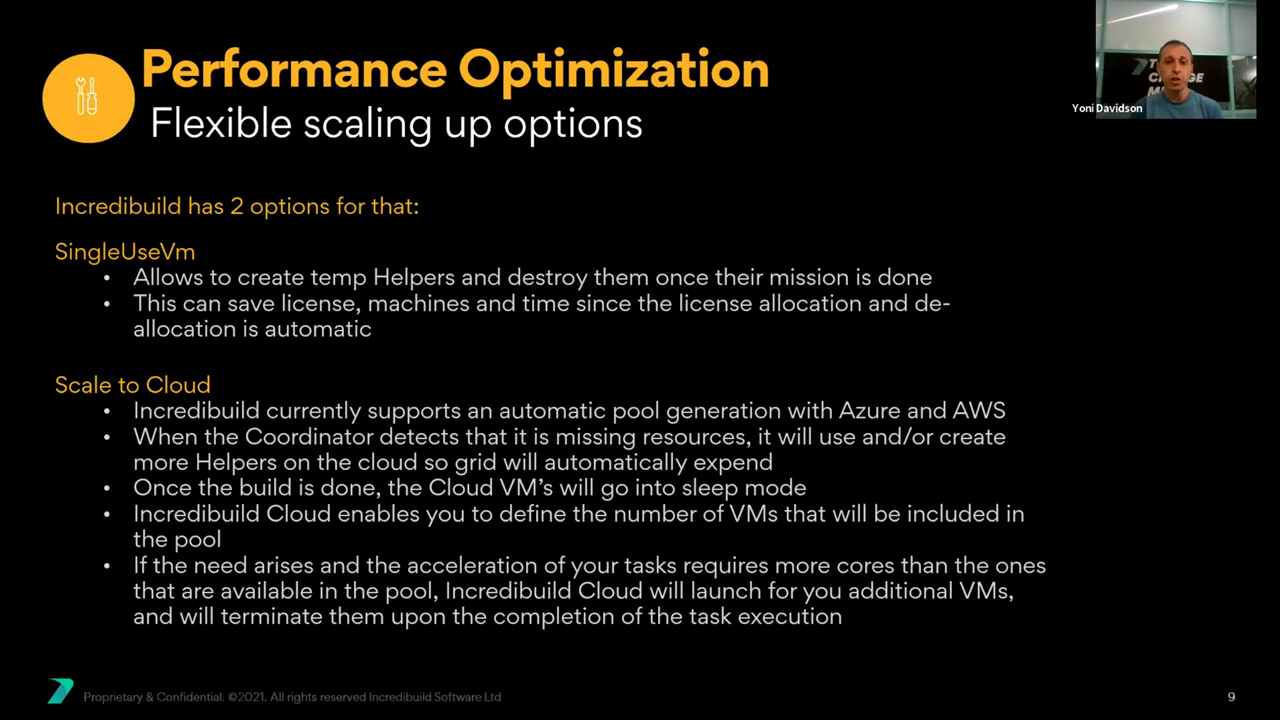 Performance Optimization
Flexible scaling up options
Yoni Davidson
Incredibuild has 2 options for that:
SingleUseVm
• Allows to create temp Helpers and destroy them once their mission is done
• This can save license, machines and time since the license allocation and de-
allocation is automatic
Scale to Cloud
• Incredibuild currently supports an automatic pool generation with Azure and AWS
• When the Coordinator detects that it is missing resources, it will use and/or create
more Helpers on the cloud so grid will automatically expend
• Once the build is done, the Cloud VM's will go into sleep mode
• Incredibuild Cloud enables you to define the number of VMs that will be included in
the pool
• If the need arises and the acceleration of your tasks requires more cores than the ones
that are available in the pool, Incredibuild Cloud will launch for you additional VMs,
and will terminate them upon the completion of the task execution
Proprietary & Confidential. ©2021. All rights reserved Incredibuild Software Ltd
9